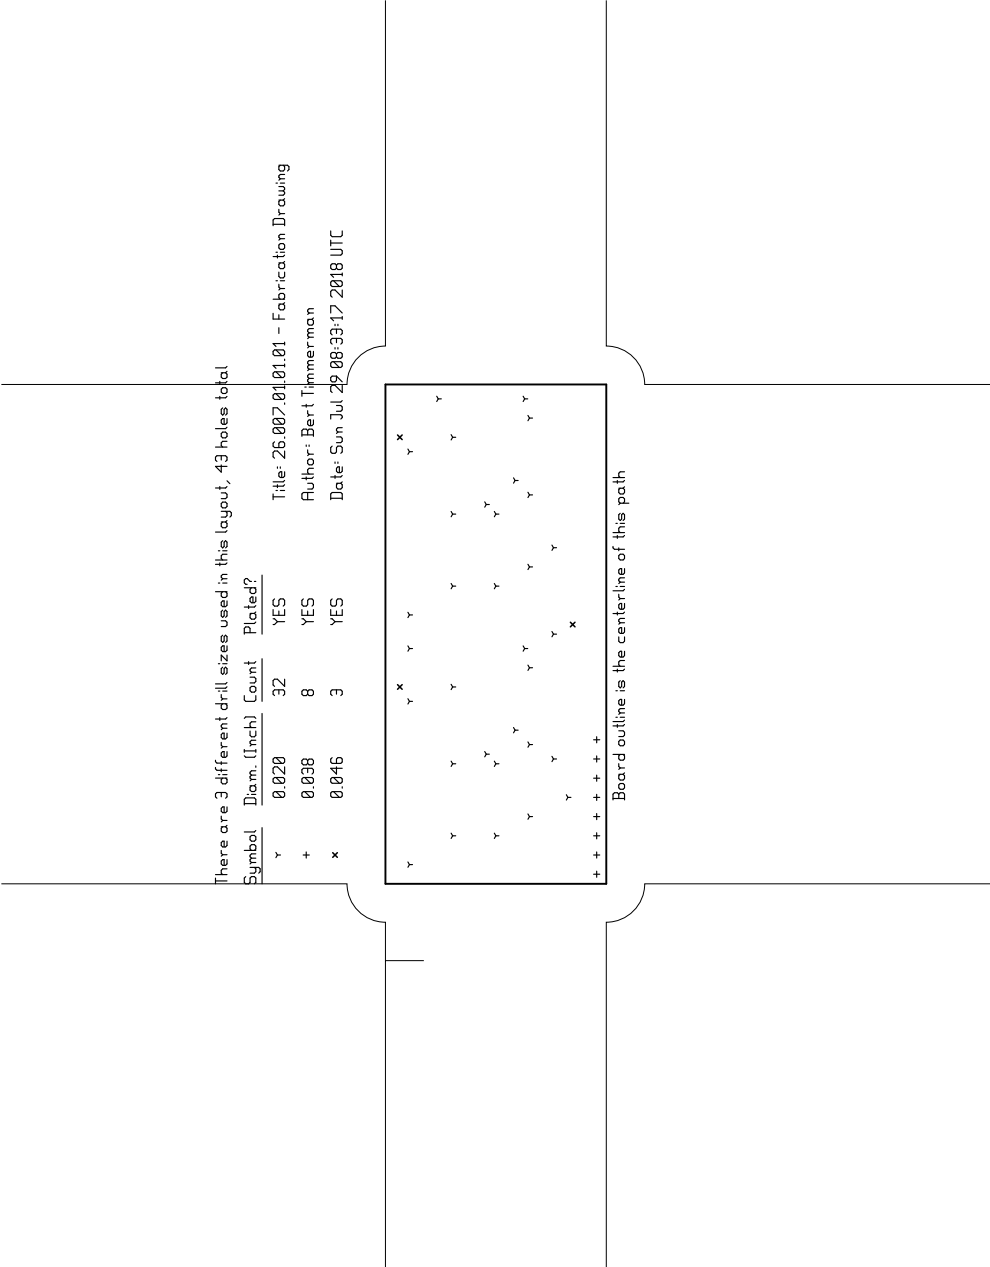 There are 3 different drill sizes used in this layout, 43 holes total
Symbol Diam. (Inch) Count Plated?
Y 0.020 32 YES Title: 26.007.01.01.01 - Fabrication Drawing
+ 0.038 8 YES Author: Bert Timmerman
x 0.046 3 YES Date: Sun Jul 29 08:33:17 2018 UTC
Board outline is the centerline of this path